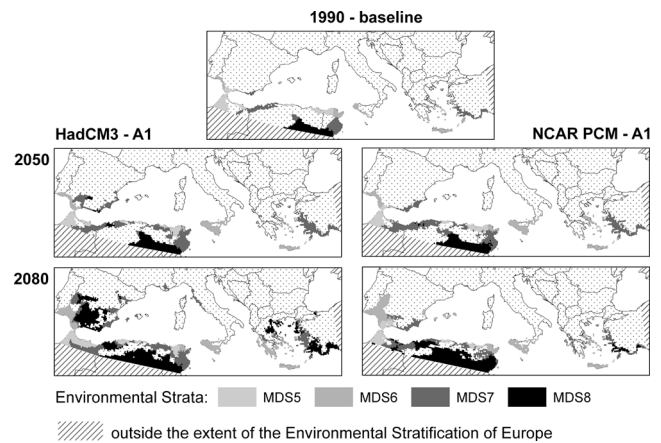 1990 - baseline
HadCM3 - A1
NCAR PCM - A1
2050
2080
Environmental Strata: MDS5 MDS6 MDS7 MDS8
outside the extent of the Environmental Stratification of Europe